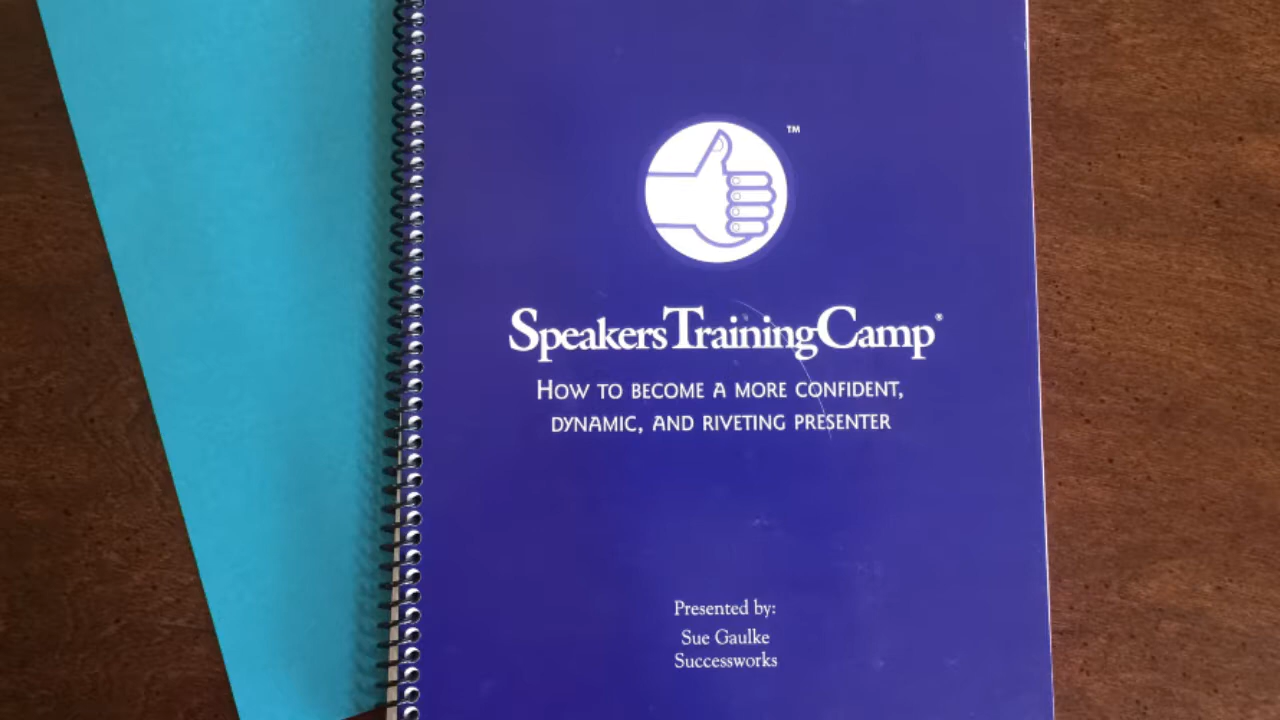 ™
SpeakersTrainingCamp®
HOW TO BECOME A MORE CONFIDENT,
DYNAMIC, AND RIVETING PRESENTER
Presented by:
Sue Gaulke
Successworks